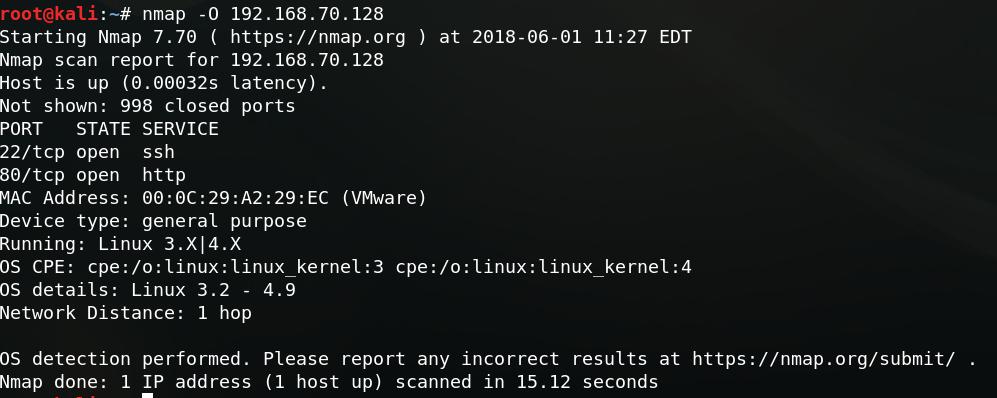 root@kali:~# nmap -O 192.168.70.128
Starting Nmap 7.70 ( https://nmap.org ) at 2018-06-01 11:27 EDT
Nmap scan report for 192.168.70.128
Host is up (0.00032s latency).
Not shown: 998 closed ports
PORT   STATE SERVICE
22/tcp open  ssh
80/tcp open  http
MAC Address: 00:0C:29:A2:29:EC (VMware)
Device type: general purpose
Running: Linux 3.X|4.X
OS CPE: cpe:/o:linux:linux_kernel:3 cpe:/o:linux:linux_kernel:4
OS details: Linux 3.2 - 4.9
Network Distance: 1 hop

OS detection performed. Please report any incorrect results at https://nmap.org/submit/ .
Nmap done: 1 IP address (1 host up) scanned in 15.12 seconds